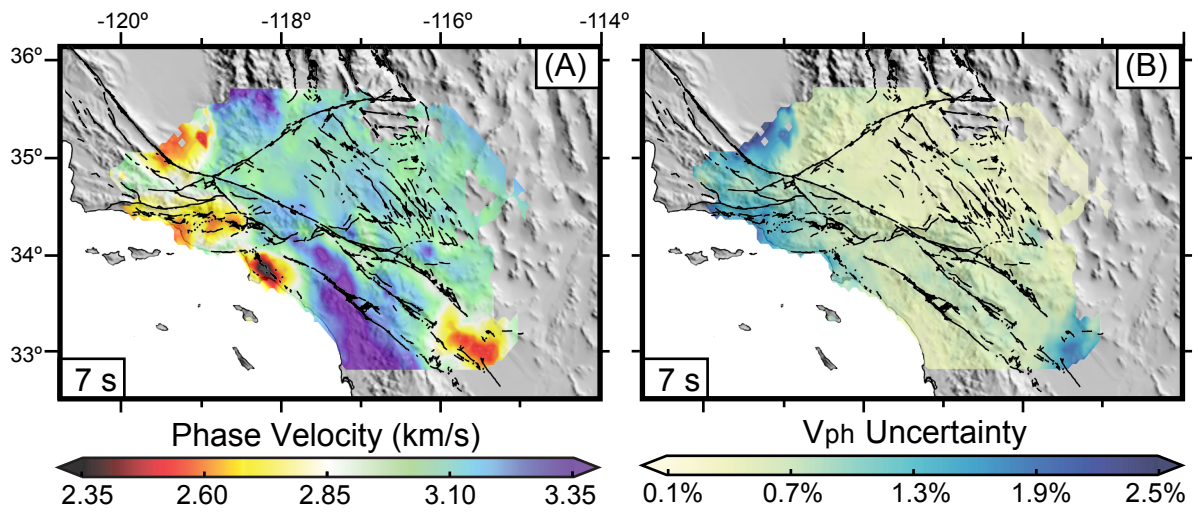 -120° -118° -116° -114°
36°
35°
34°
33°
(A)
7 s
(B)
7 s
Phase Velocity (km/s)
2.35 2.60 2.85 3.10 3.35
Vph Uncertainty
0.1% 0.7% 1.3% 1.9% 2.5%